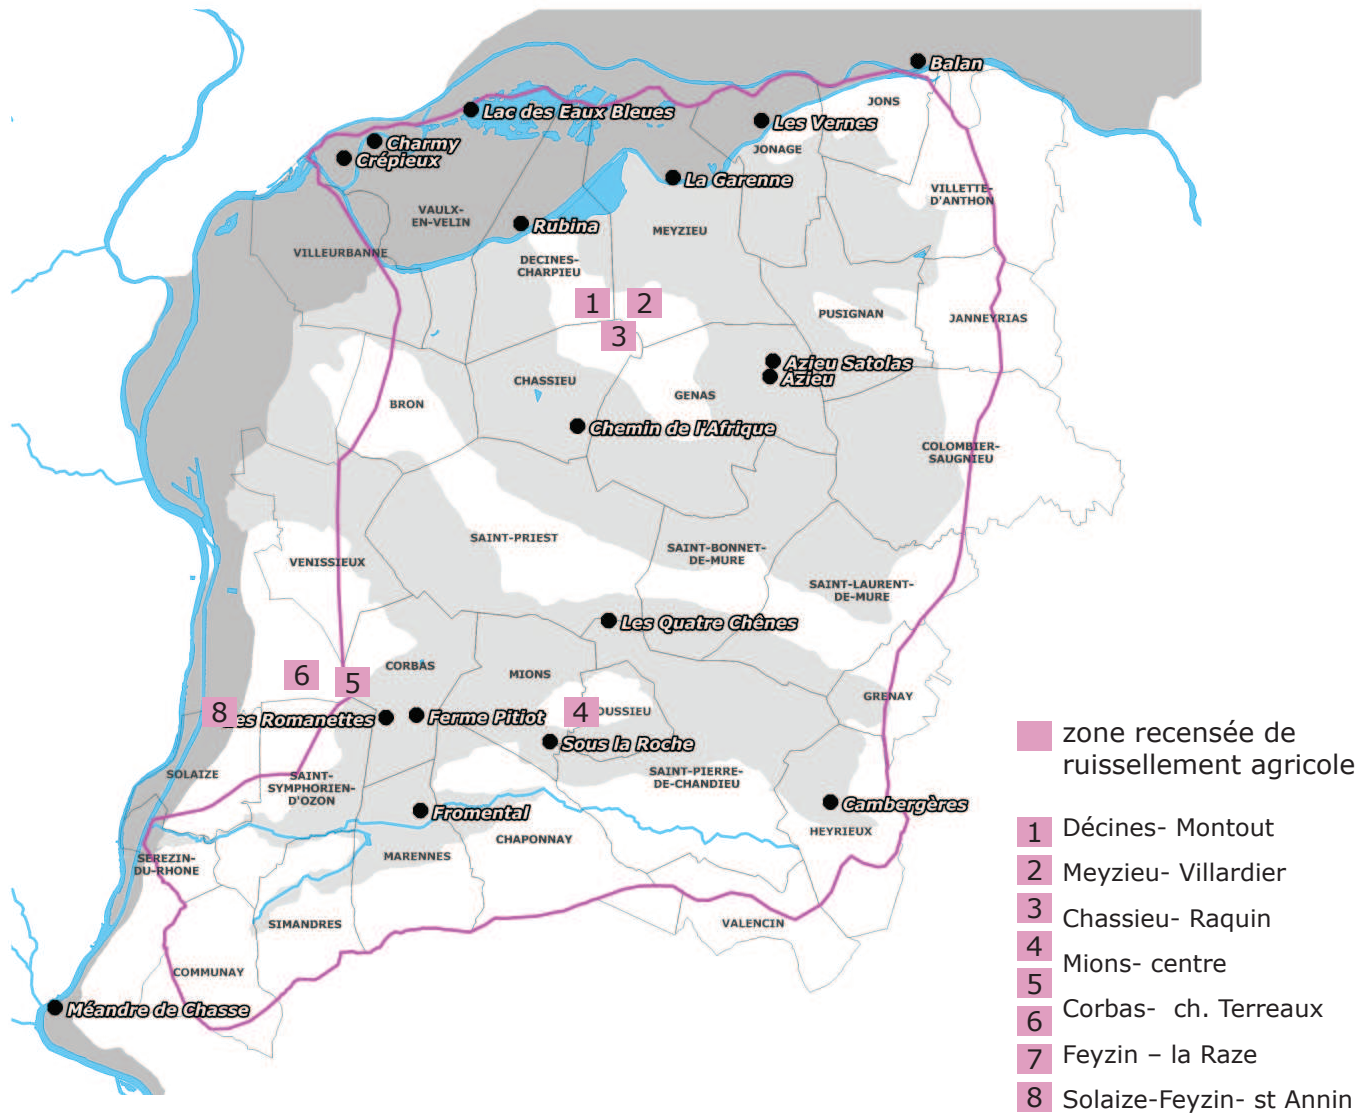 Balan
JONS
Lac des Eaux Bleues
Les Vernes
Charmy
JONAGE
Crépieux
La Garenne
VILLETTE-
D'ANTHON
VAULX-
EN-VELIN
Rubina
MEYZIEU
VILLEURBANNE
DECINES-
CHARPIEU
1
2
PUSIGNAN
JANNEYRIAS
3
Azieu Satolas
Azieu
CHASSIEU
GENAS
BRON
Chemin de l'Afrique
COLOMBIER-
SAUGNIEU
SAINT-PRIEST
SAINT-BONNET-
DE-MURE
VENISSIEUX
SAINT-LAURENT-
DE-MURE
Les Quatre Chênes
CORBAS
MIONS
6
5
GRENAY
8
es Romanettes
Ferme Pitiot
4
OUSSIEU
Sous la Roche
SOLAIZE
SAINT-
SYMPHORIEN-
D'OZON
SAINT-PIERRE-
DE-CHANDIEU
Cambergères
Fromental
HEYRIEUX
CHAPONNAY
SEREZIN-
DU-RHONE
MARENNES
SIMANDRES
VALENCIN
COMMUNAY
Méandre de Chasse
zone recensée de
ruissellement agricole
1 Décines- Montout
2 Meyzieu- Villardier
3 Chassieu- Raquin
4 Mions- centre
5 Corbas- ch. Terreaux
6 Feyzin – la Raze
7
8 Solaize-Feyzin- st Annin